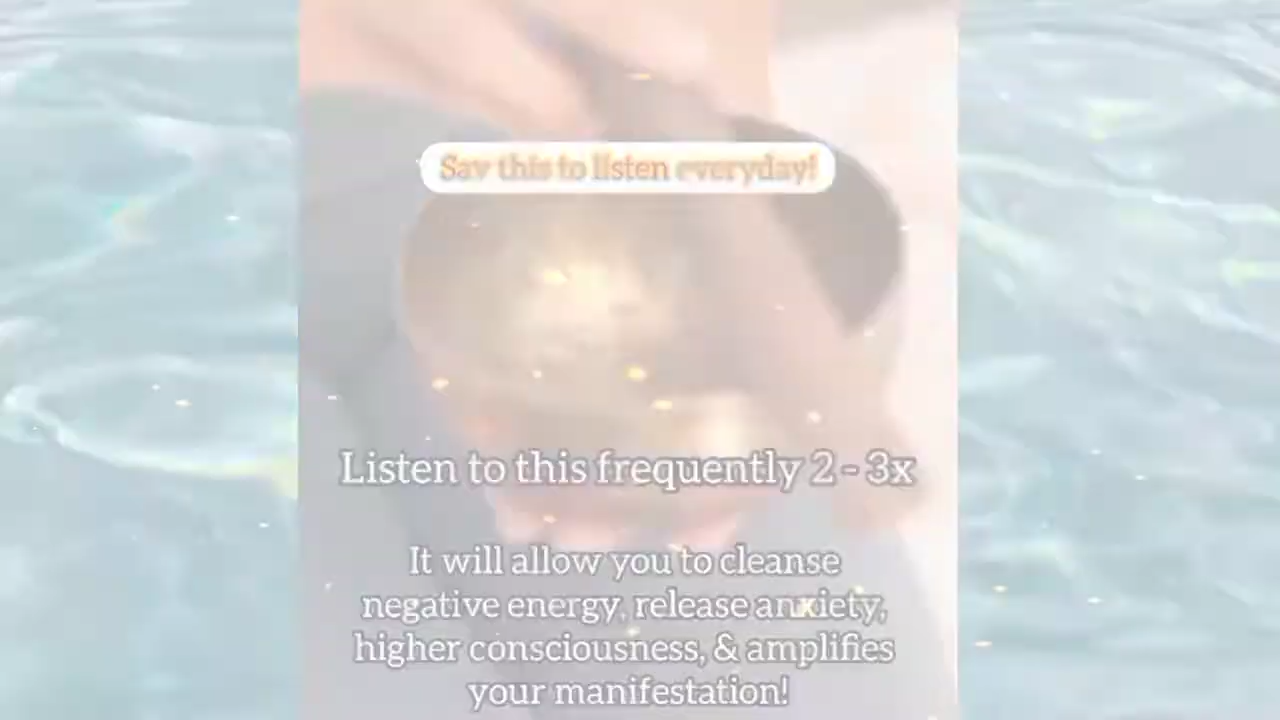 Sav this to listen everyday!
Listen to this frequently 2 - 3x
It will allow you to cleanse
negative energy, release anxiety,
higher consciousness, & amplifies
your manifestation!